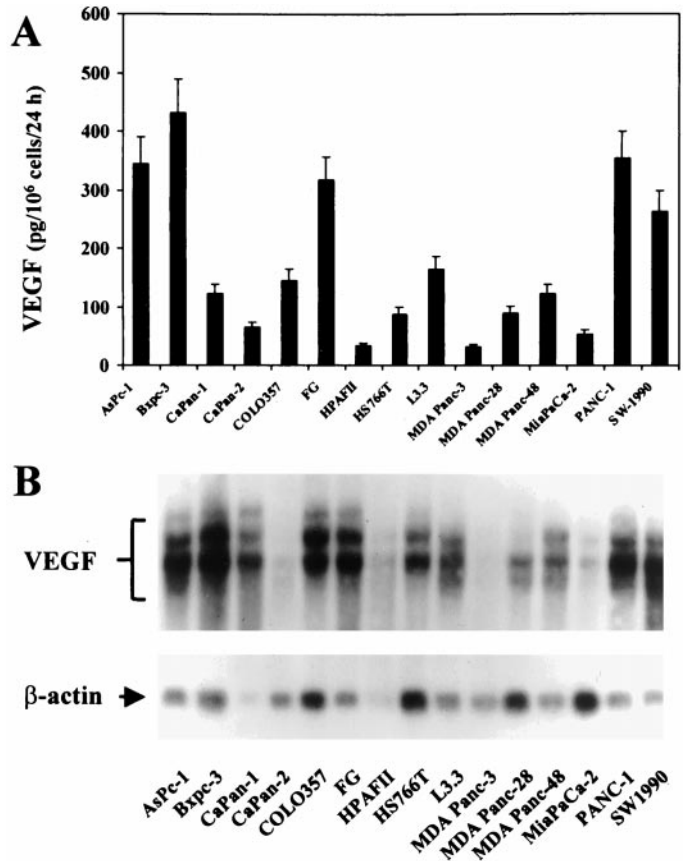 A
600
500
400
300
200
100
0
VEGF (pg/10⁶ cells/24 h)
AsPc-1
Bxpc-3
CaPan-1
CaPan-2
COLO357
FG
HPAFII
HS766T
L3.3
MDA Panc-3
MDA Panc-28
MDA Panc-48
MiaPaCa-2
PANC-1
SW-1990
B
VEGF
β-actin
AsPc-1
Bxpc-3
CaPan-1
CaPan-2
COLO357
FG
HPAFII
HS766T
L3.3
MDA Panc-3
MDA Panc-28
MDA Panc-48
MiaPaCa-2
PANC-1
SW1990